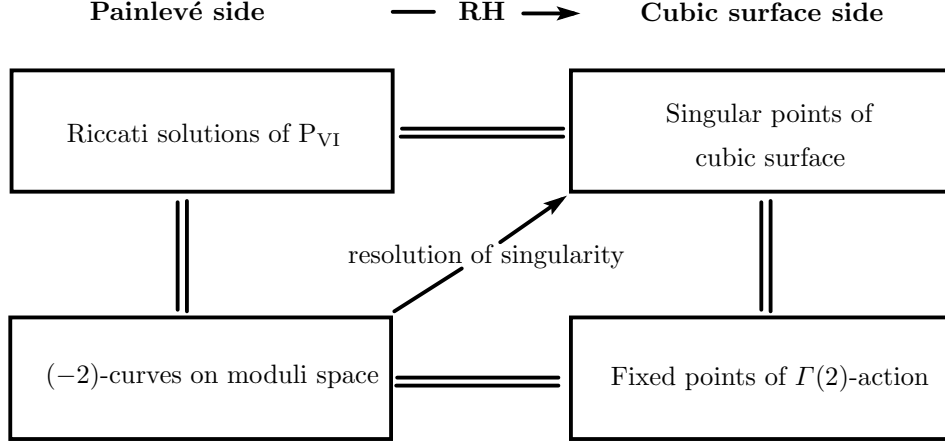 Painlevé side RH Cubic surface side
Riccati solutions of P_VI
Singular points of
cubic surface
resolution of singularity
(−2)-curves on moduli space
Fixed points of Γ(2)-action